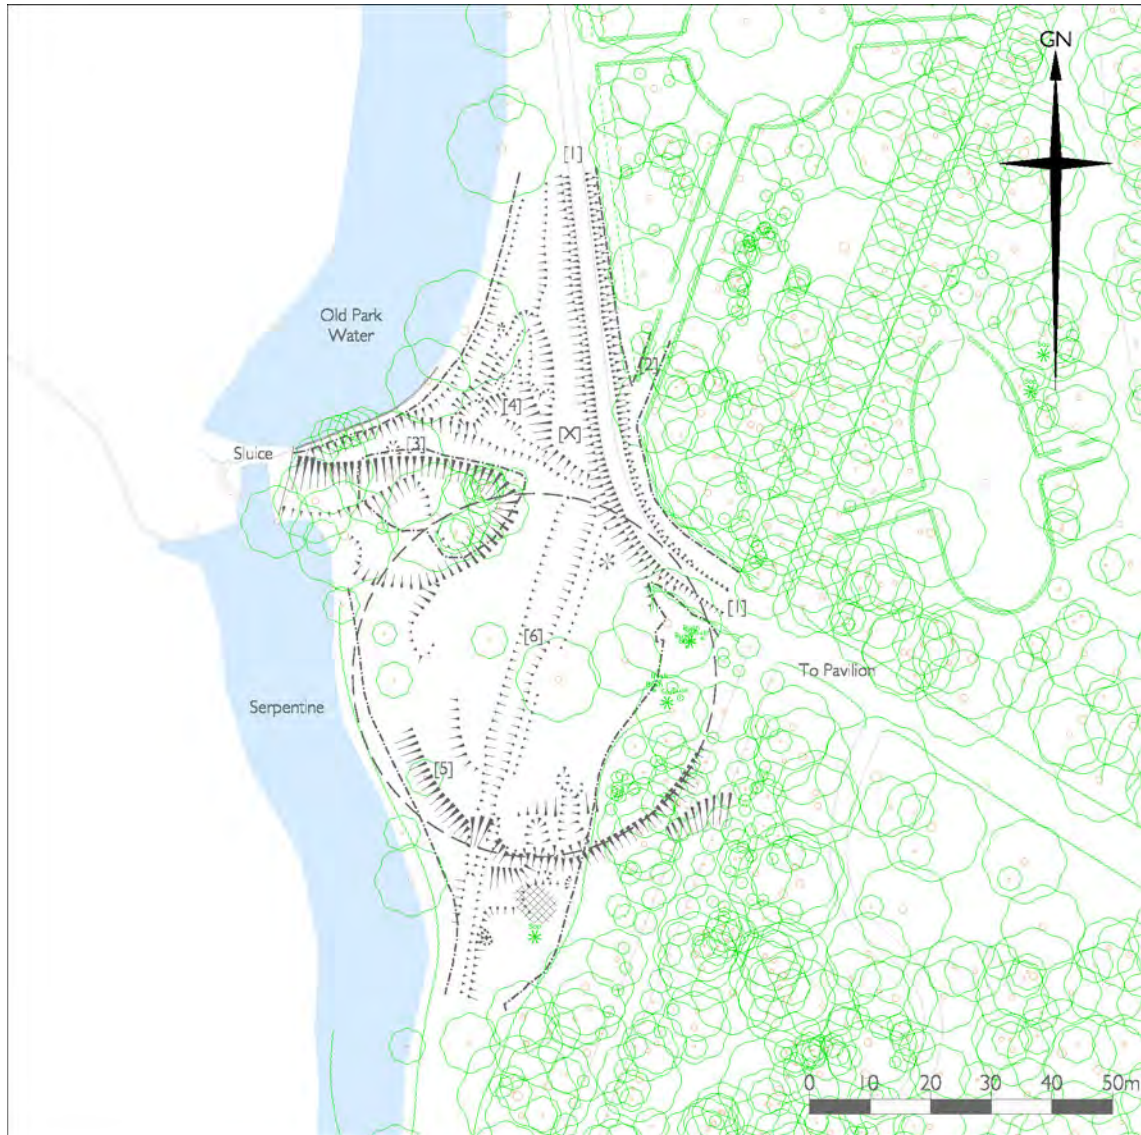 GN
[1]
Old Park
Water
[2]
[4]
[X]
[3]
Sluice
[1]
[6]
To Pavilion
Serpentine
[5]
0 10 20 30 40 50m